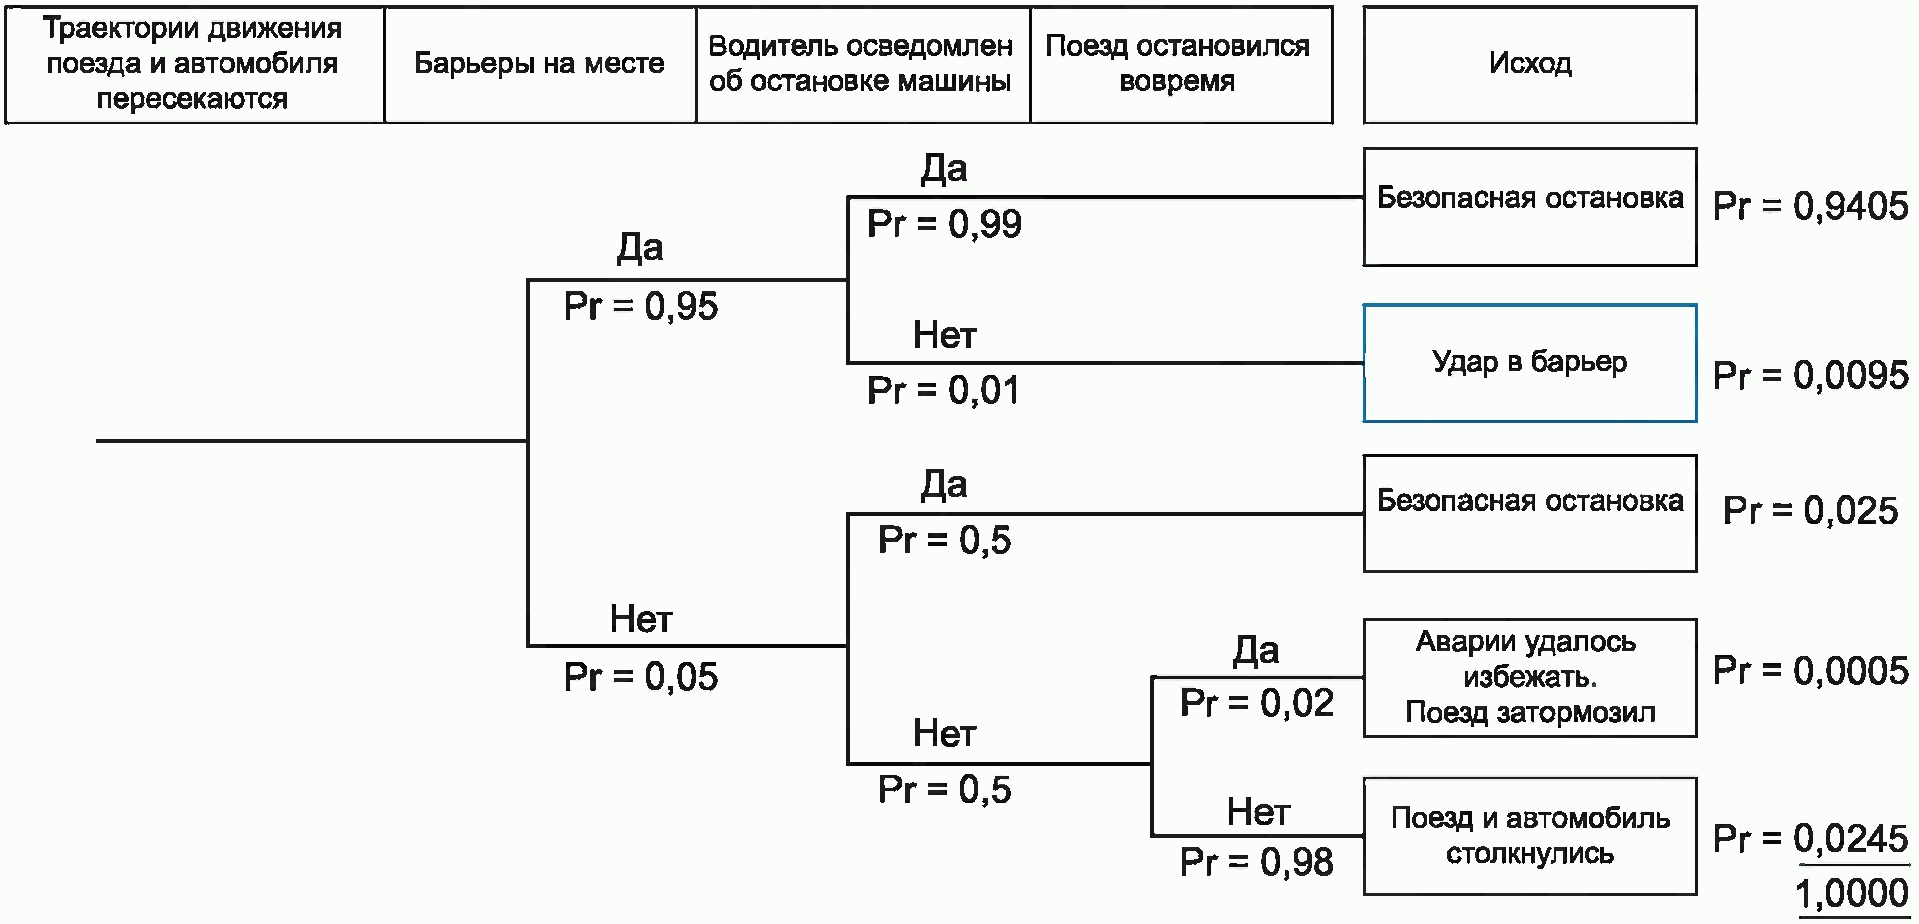 Траектории движения
поезда и автомобиля
пересекаются
Барьеры на месте
Водитель осведомлен
об остановке машины
Поезд остановился
вовремя
Исход
Да
Pr = 0,99
Безопасная остановка
Pr = 0,9405
Да
Pr = 0,95
Нет
Pr = 0,01
Удар в барьер
Pr = 0,0095
Да
Pr = 0,5
Безопасная остановка
Pr = 0,025
Нет
Pr = 0,05
Да
Pr = 0,02
Аварии удалось
избежать.
Поезд затормозил
Pr = 0,0005
Нет
Pr = 0,5
Нет
Pr = 0,98
Поезд и автомобиль
столкнулись
Pr = 0,0245
1,0000